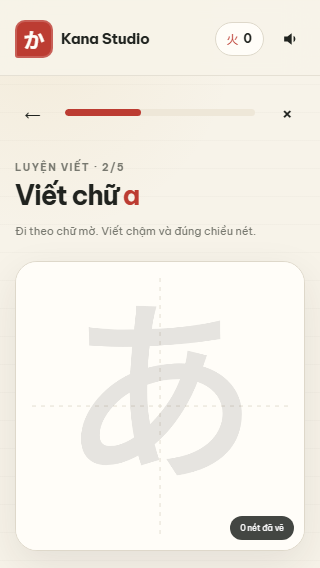 か Kana Studio 火 0
← ×
LUYỆN VIẾT · 2/5
Viết chữ a
Đi theo chữ mờ. Viết chậm và đúng chiều nét.
あ
0 nét đã vẽ